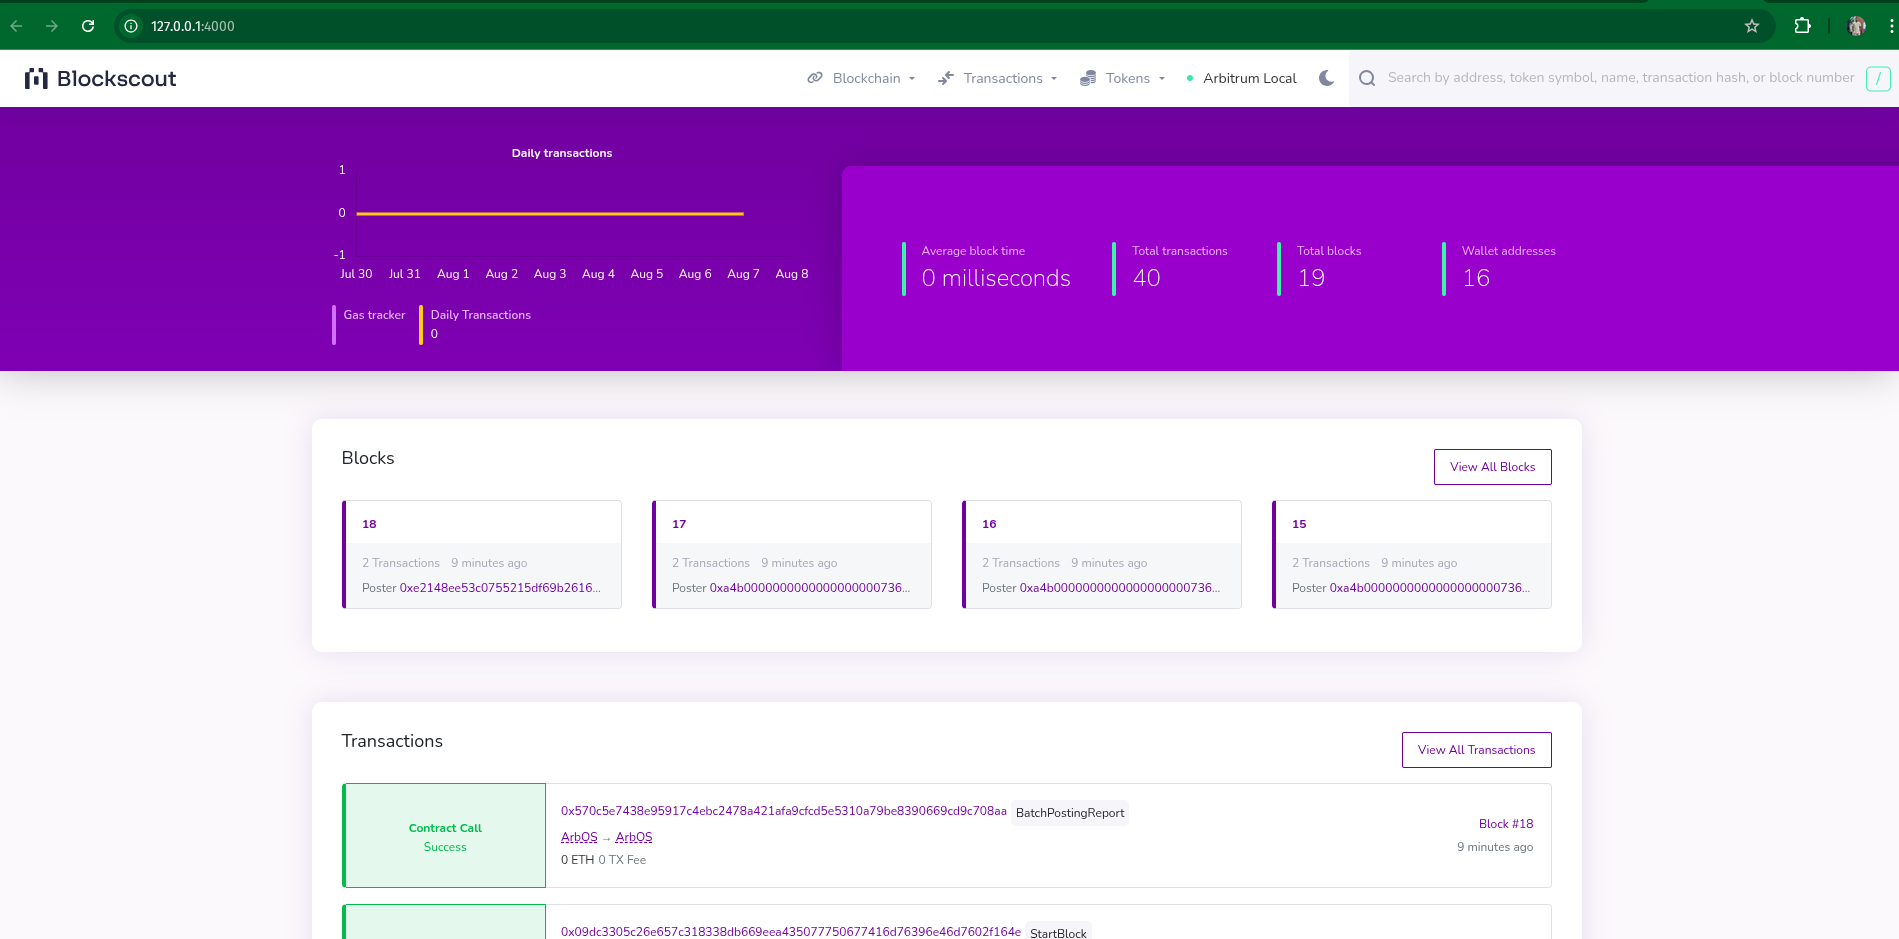 127.0.0.1:4000
Blockscout
Blockchain
Transactions
Tokens
Arbitrum Local
Search by address, token symbol, name, transaction hash, or block number
/
Daily transactions
1
0
-1
Jul 30 Jul 31 Aug 1 Aug 2 Aug 3 Aug 4 Aug 5 Aug 6 Aug 7 Aug 8
Gas tracker
Daily Transactions
0
Average block time
0 milliseconds
Total transactions
40
Total blocks
19
Wallet addresses
16
Blocks
View All Blocks
18
2 Transactions 9 minutes ago
Poster 0xe2148ee53c0755215df69b2616...
17
2 Transactions 9 minutes ago
Poster 0xa4b000000000000000000736...
16
2 Transactions 9 minutes ago
Poster 0xa4b000000000000000000736...
15
2 Transactions 9 minutes ago
Poster 0xa4b000000000000000000736...
Transactions
View All Transactions
Contract Call
Success
0x570c5e7438e95917c4ebc2478a421afa9cfcd5e5310a79be8390669cd9c708aa BatchPostingReport
ArbOS → ArbOS
0 ETH 0 TX Fee
Block #18
9 minutes ago
0x09dc3305c26e657c318338db669eea435077750677416d76396e46d7602f164e StartBlock